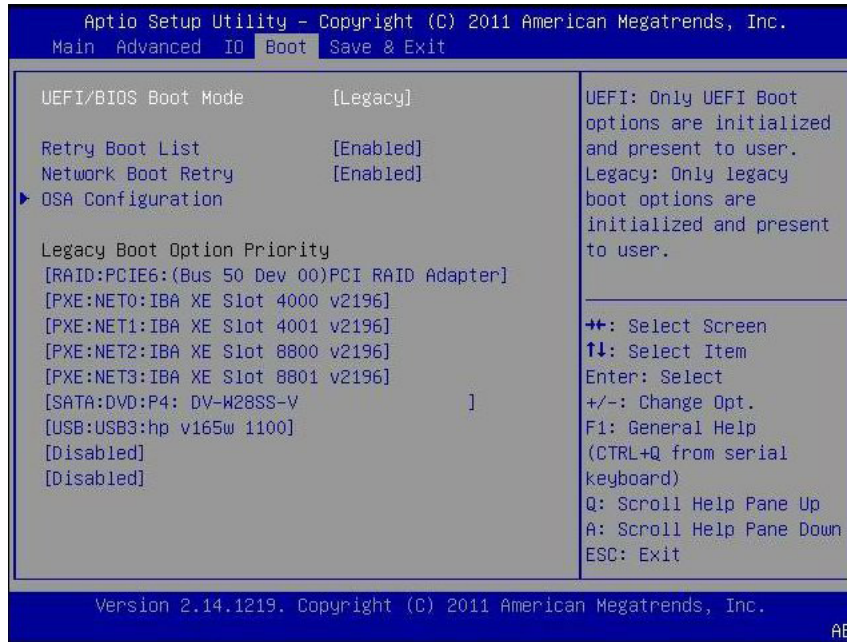 Aptio Setup Utility – Copyright (C) 2011 American Megatrends, Inc.
Main Advanced IO Boot Save & Exit
UEFI/BIOS Boot Mode [Legacy]
Retry Boot List [Enabled]
Network Boot Retry [Enabled]
OSA Configuration
Legacy Boot Option Priority
[RAID:PCIE6:(Bus 50 Dev 00)PCI RAID Adapter]
[PXE:NET0:IBA XE Slot 4000 v2196]
[PXE:NET1:IBA XE Slot 4001 v2196]
[PXE:NET2:IBA XE Slot 8800 v2196]
[PXE:NET3:IBA XE Slot 8801 v2196]
[SATA:DVD:P4: DV-W28SS-V ]
[USB:USB3:hp v165w 1100]
[Disabled]
[Disabled]
UEFI: Only UEFI Boot
options are initialized
and present to user.
Legacy: Only legacy
boot options are
initialized and present
to user.
→←: Select Screen
↑↓: Select Item
Enter: Select
+/-: Change Opt.
F1: General Help
(CTRL+Q from serial
keyboard)
Q: Scroll Help Pane Up
A: Scroll Help Pane Down
ESC: Exit
Version 2.14.1219. Copyright (C) 2011 American Megatrends, Inc.